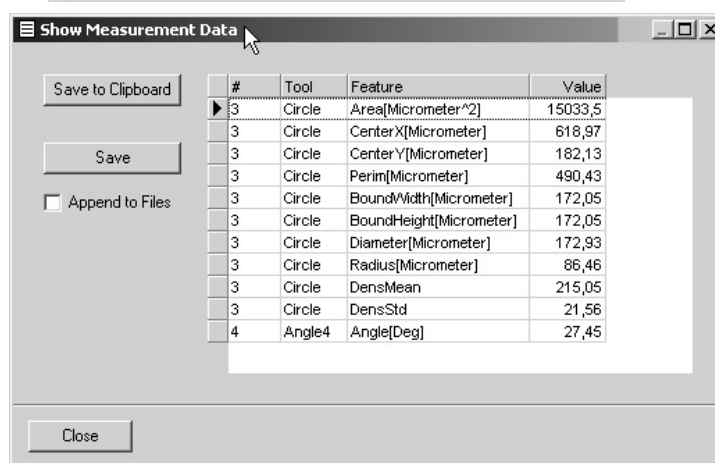 Show Measurement Data
Save to Clipboard
Save
Append to Files
# Tool Feature Value
3 Circle Area[Micrometer^2] 15033,5
3 Circle CenterX[Micrometer] 618,97
3 Circle CenterY[Micrometer] 182,13
3 Circle Perim[Micrometer] 490,43
3 Circle BoundWidth[Micrometer] 172,05
3 Circle BoundHeight[Micrometer] 172,05
3 Circle Diameter[Micrometer] 172,93
3 Circle Radius[Micrometer] 86,46
3 Circle DensMean 215,05
3 Circle DensStd 21,56
4 Angle4 Angle[Deg] 27,45
Close